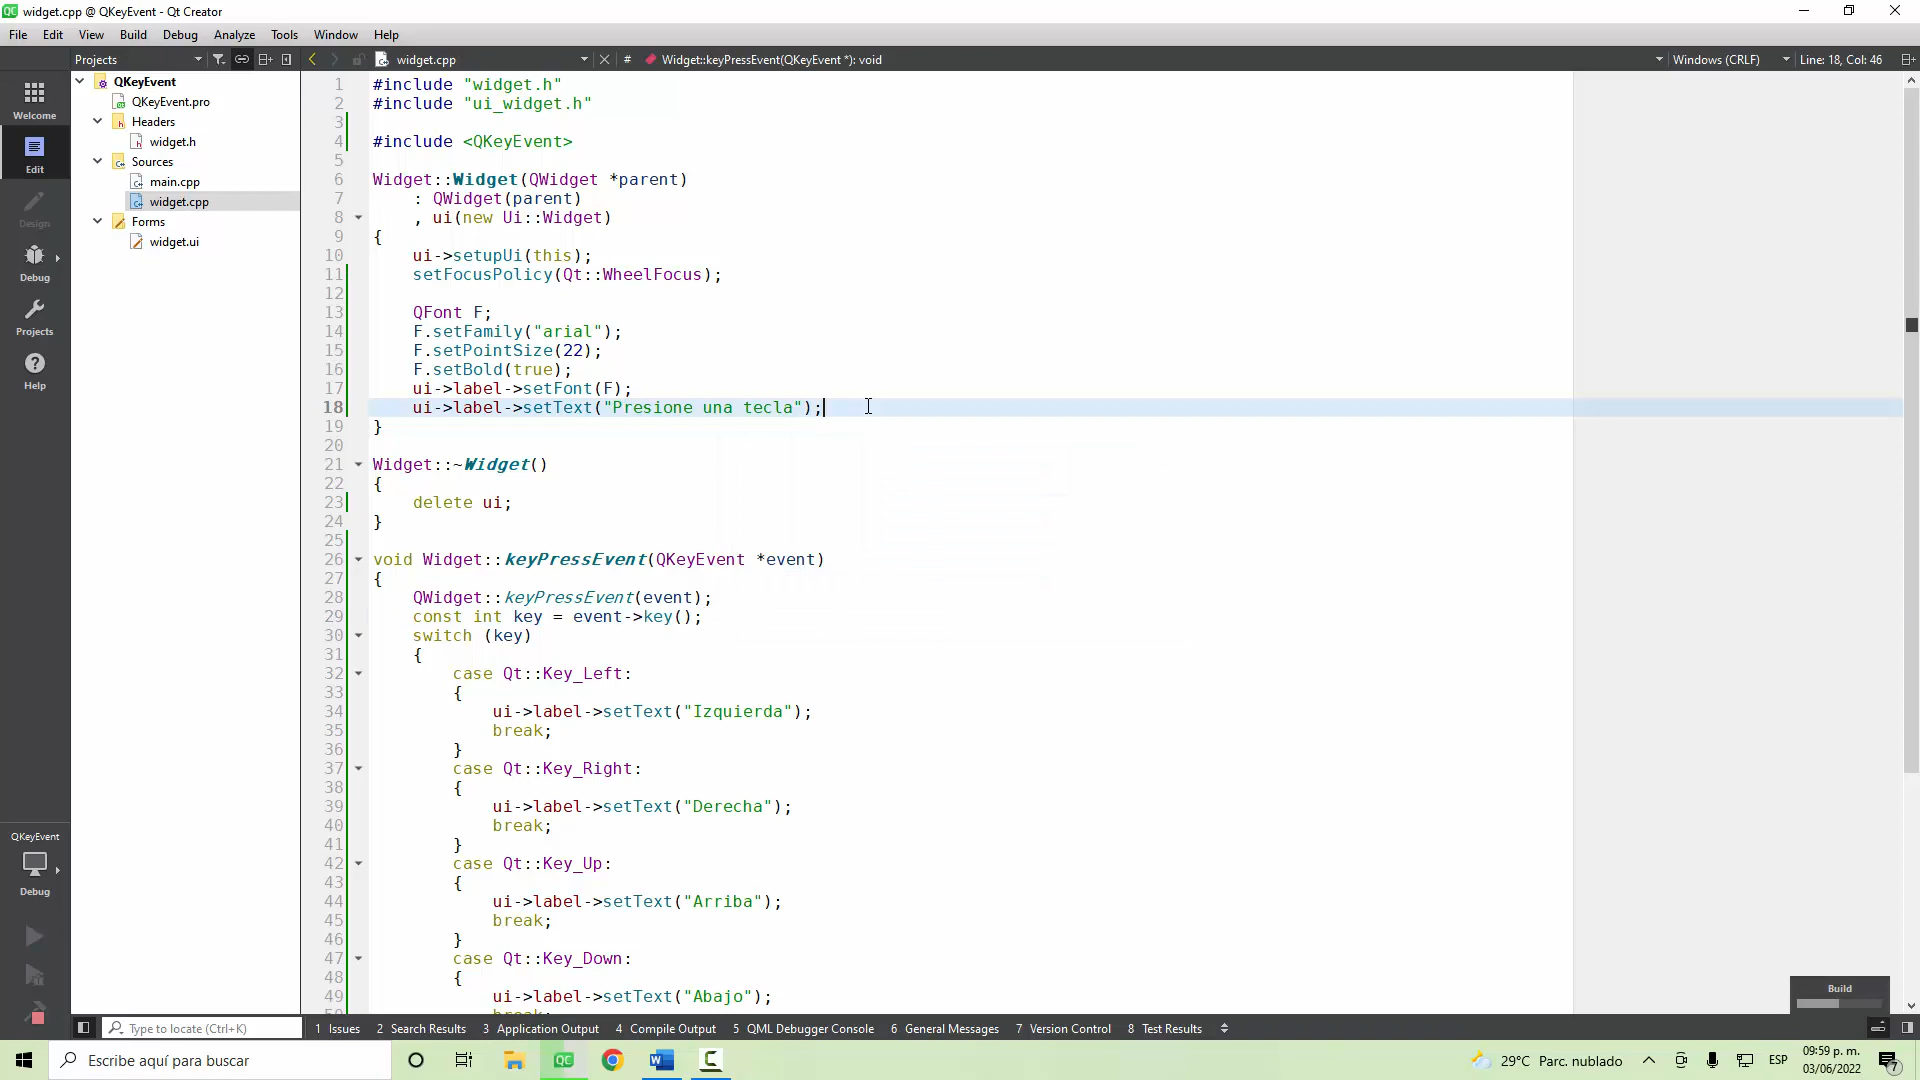 widget.cpp @ QKeyEvent - Qt Creator
File Edit View Build Debug Analyze Tools Window Help
Projects
widget.cpp
# Widget::keyPressEvent(QKeyEvent *): void
Windows (CRLF)
Line: 18, Col: 46
Welcome
Edit
Design
Debug
Projects
Help
QKeyEvent
Debug
QKeyEvent
QKeyEvent.pro
Headers
widget.h
Sources
main.cpp
widget.cpp
Forms
widget.ui
1 #include "widget.h"
2 #include "ui_widget.h"
3
4 #include <QKeyEvent>
5
6 Widget::Widget(QWidget *parent)
7 : QWidget(parent)
8 , ui(new Ui::Widget)
9 {
10 ui->setupUi(this);
11 setFocusPolicy(Qt::WheelFocus);
12
13 QFont F;
14 F.setFamily("arial");
15 F.setPointSize(22);
16 F.setBold(true);
17 ui->label->setFont(F);
18 ui->label->setText("Presione una tecla");
19 }
20
21 Widget::~Widget()
22 {
23 delete ui;
24 }
25
26 void Widget::keyPressEvent(QKeyEvent *event)
27 {
28 QWidget::keyPressEvent(event);
29 const int key = event->key();
30 switch (key)
31 {
32 case Qt::Key_Left:
33 {
34 ui->label->setText("Izquierda");
35 break;
36 }
37 case Qt::Key_Right:
38 {
39 ui->label->setText("Derecha");
40 break;
41 }
42 case Qt::Key_Up:
43 {
44 ui->label->setText("Arriba");
45 break;
46 }
47 case Qt::Key_Down:
48 {
49 ui->label->setText("Abajo");
Build
Type to locate (Ctrl+K)
1 Issues 2 Search Results 3 Application Output 4 Compile Output 5 QML Debugger Console 6 General Messages 7 Version Control 8 Test Results
Escribe aquí para buscar
29°C Parc. nublado
ESP
09:59 p. m.
03/06/2022
7